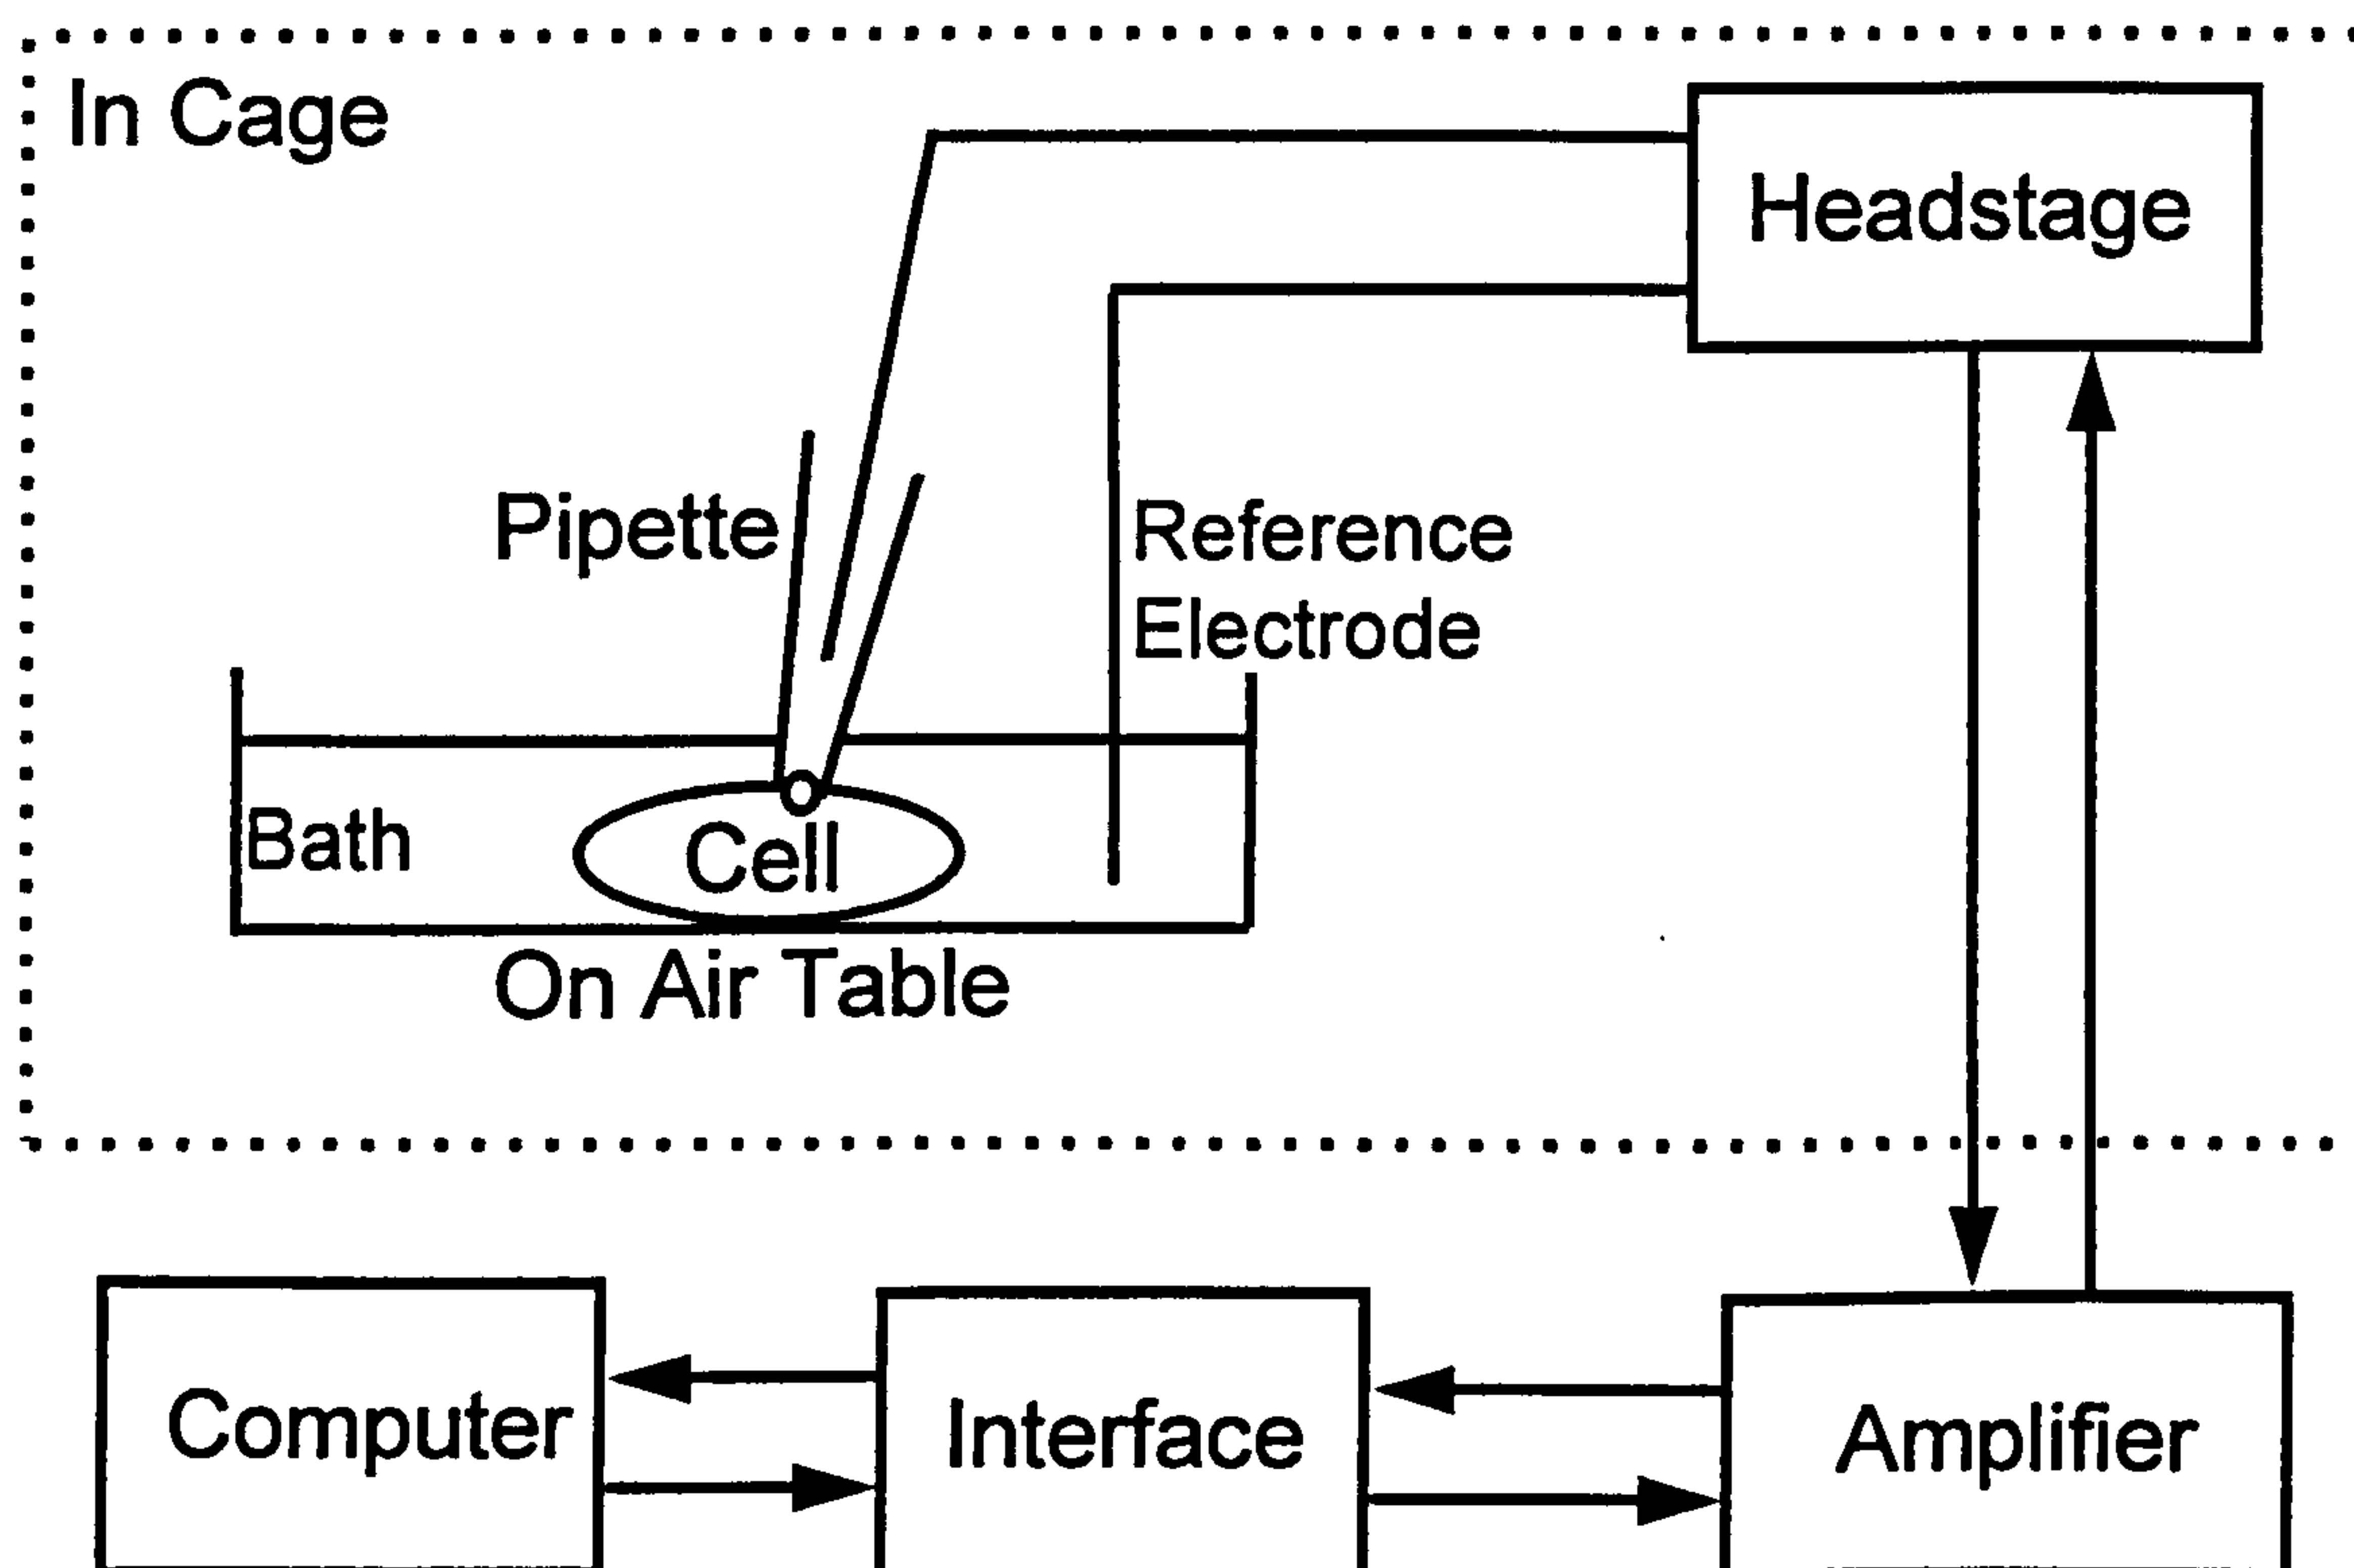 In Cage
Headstage
Pipette
Reference
Electrode
Bath
Cell
On Air Table
Computer
Interface
Amplifier